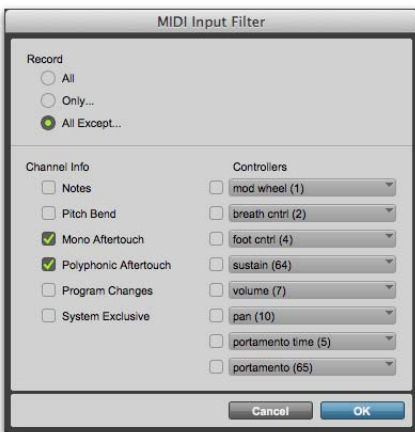 MIDI Input Filter
Record
All
Only...
All Except...
Channel Info
Notes
Pitch Bend
Mono Aftertouch
Polyphonic Aftertouch
Program Changes
System Exclusive
Controllers
mod wheel (1)
breath cntrl (2)
foot cntrl (4)
sustain (64)
volume (7)
pan (10)
portamento time (5)
portamento (65)
Cancel
OK